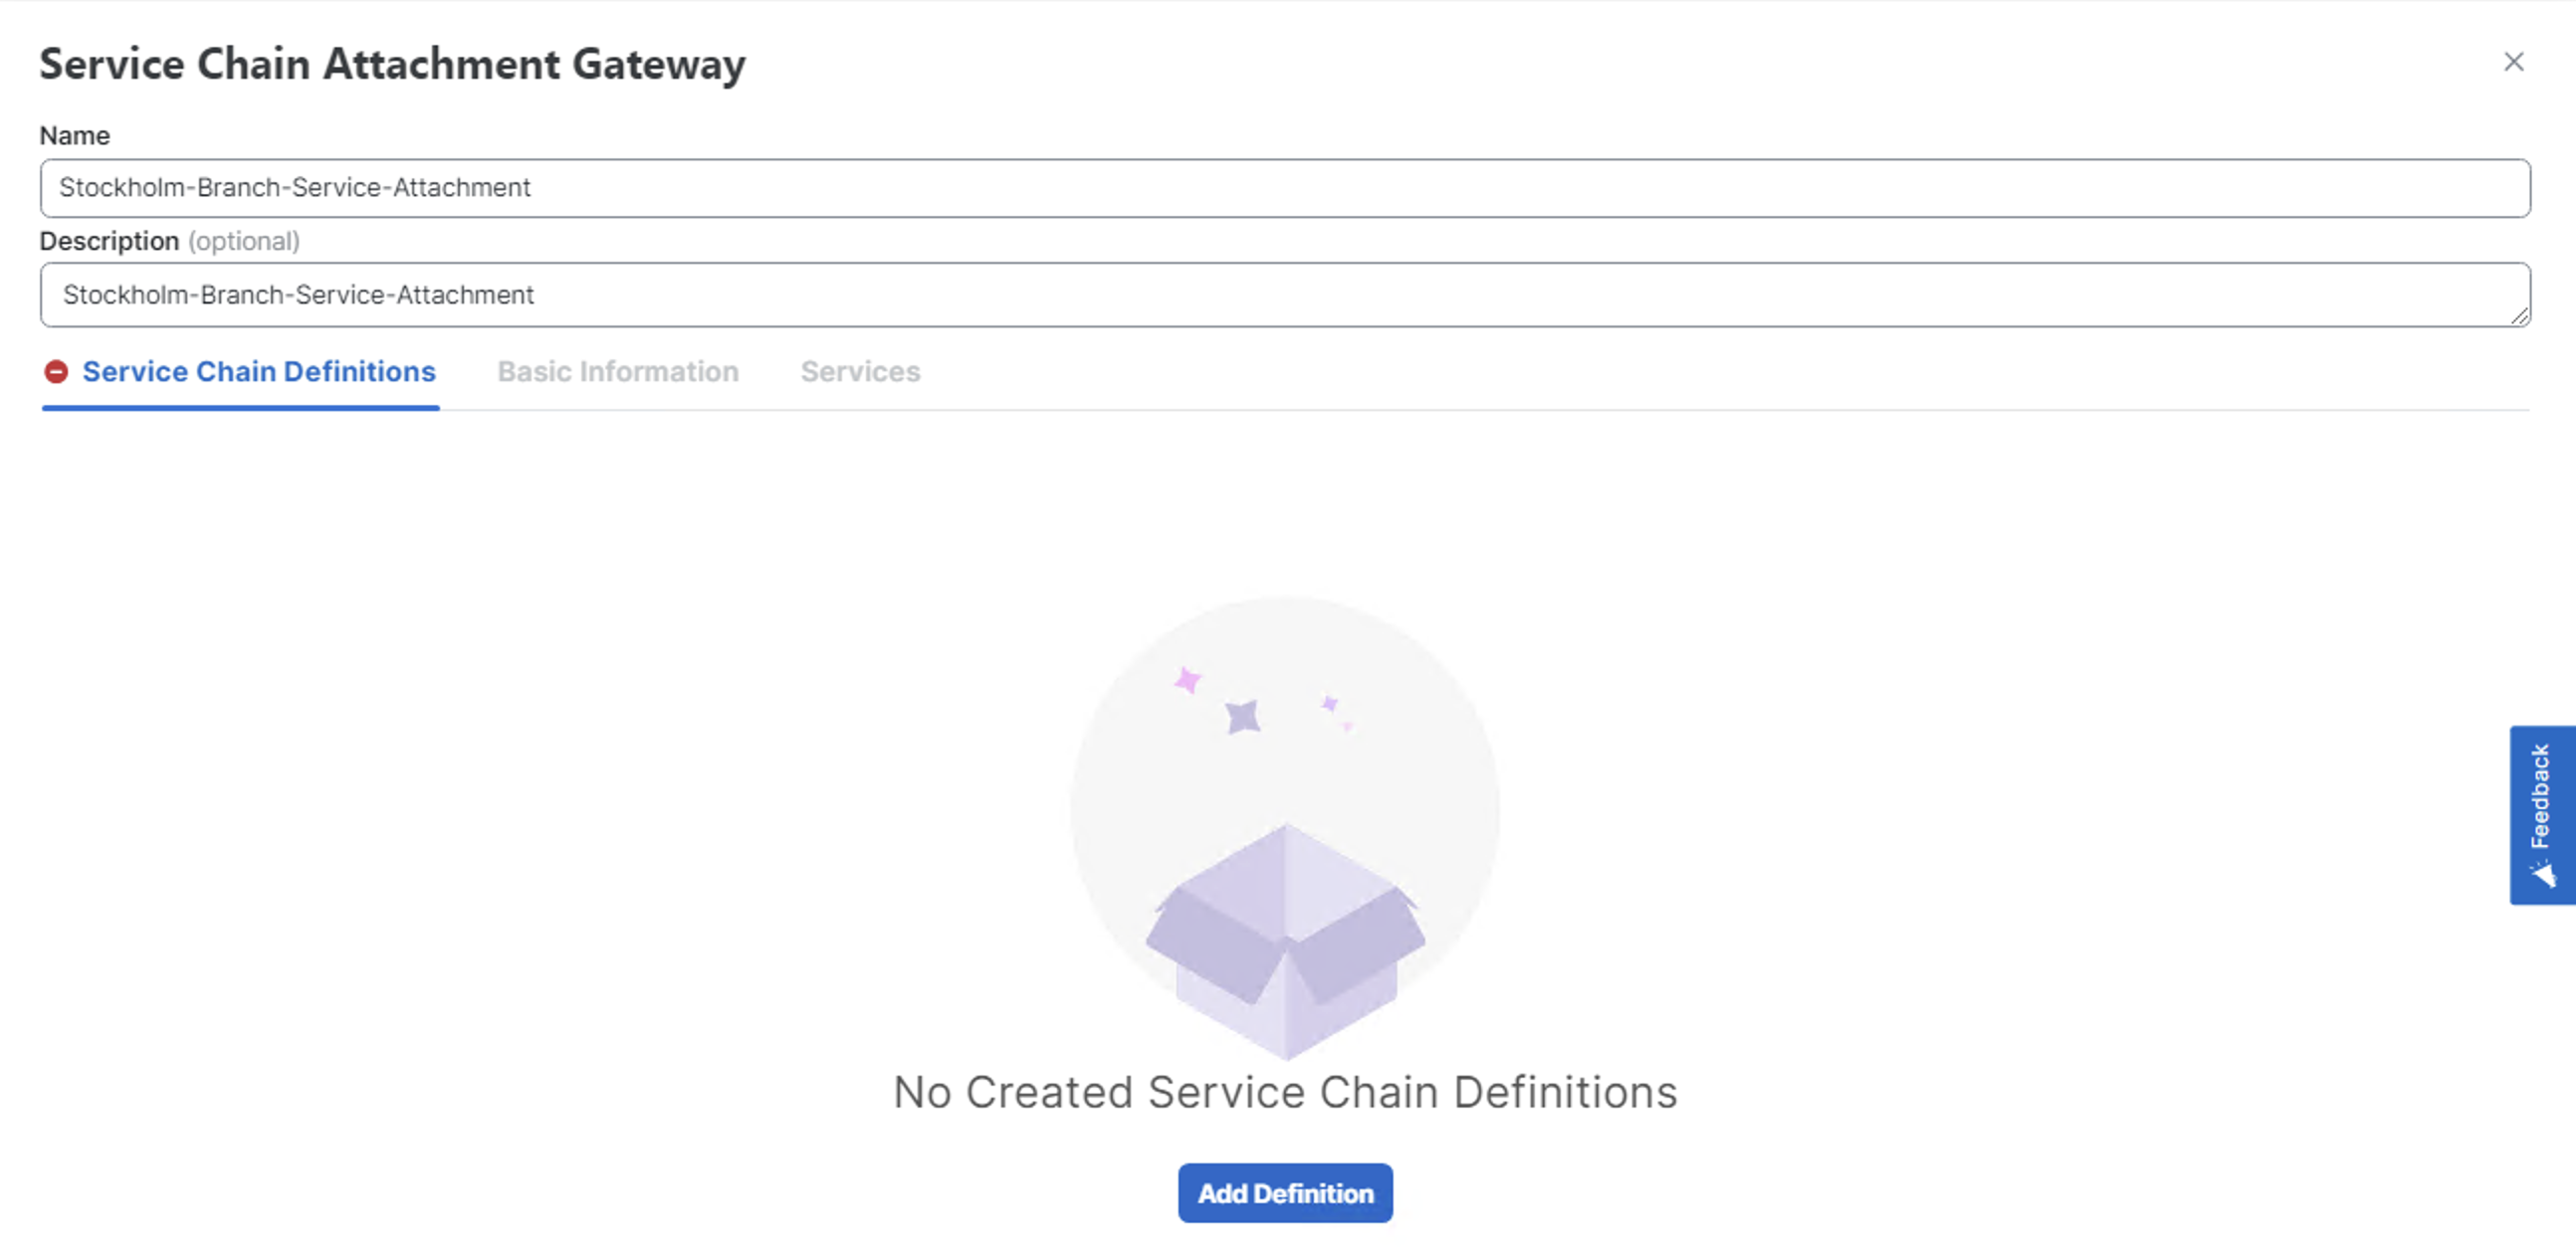 Service Chain Attachment Gateway
Name
Stockholm-Branch-Service-Attachment
Description (optional)
Stockholm-Branch-Service-Attachment
Service Chain Definitions Basic Information Services
Feedback
No Created Service Chain Definitions
Add Definition